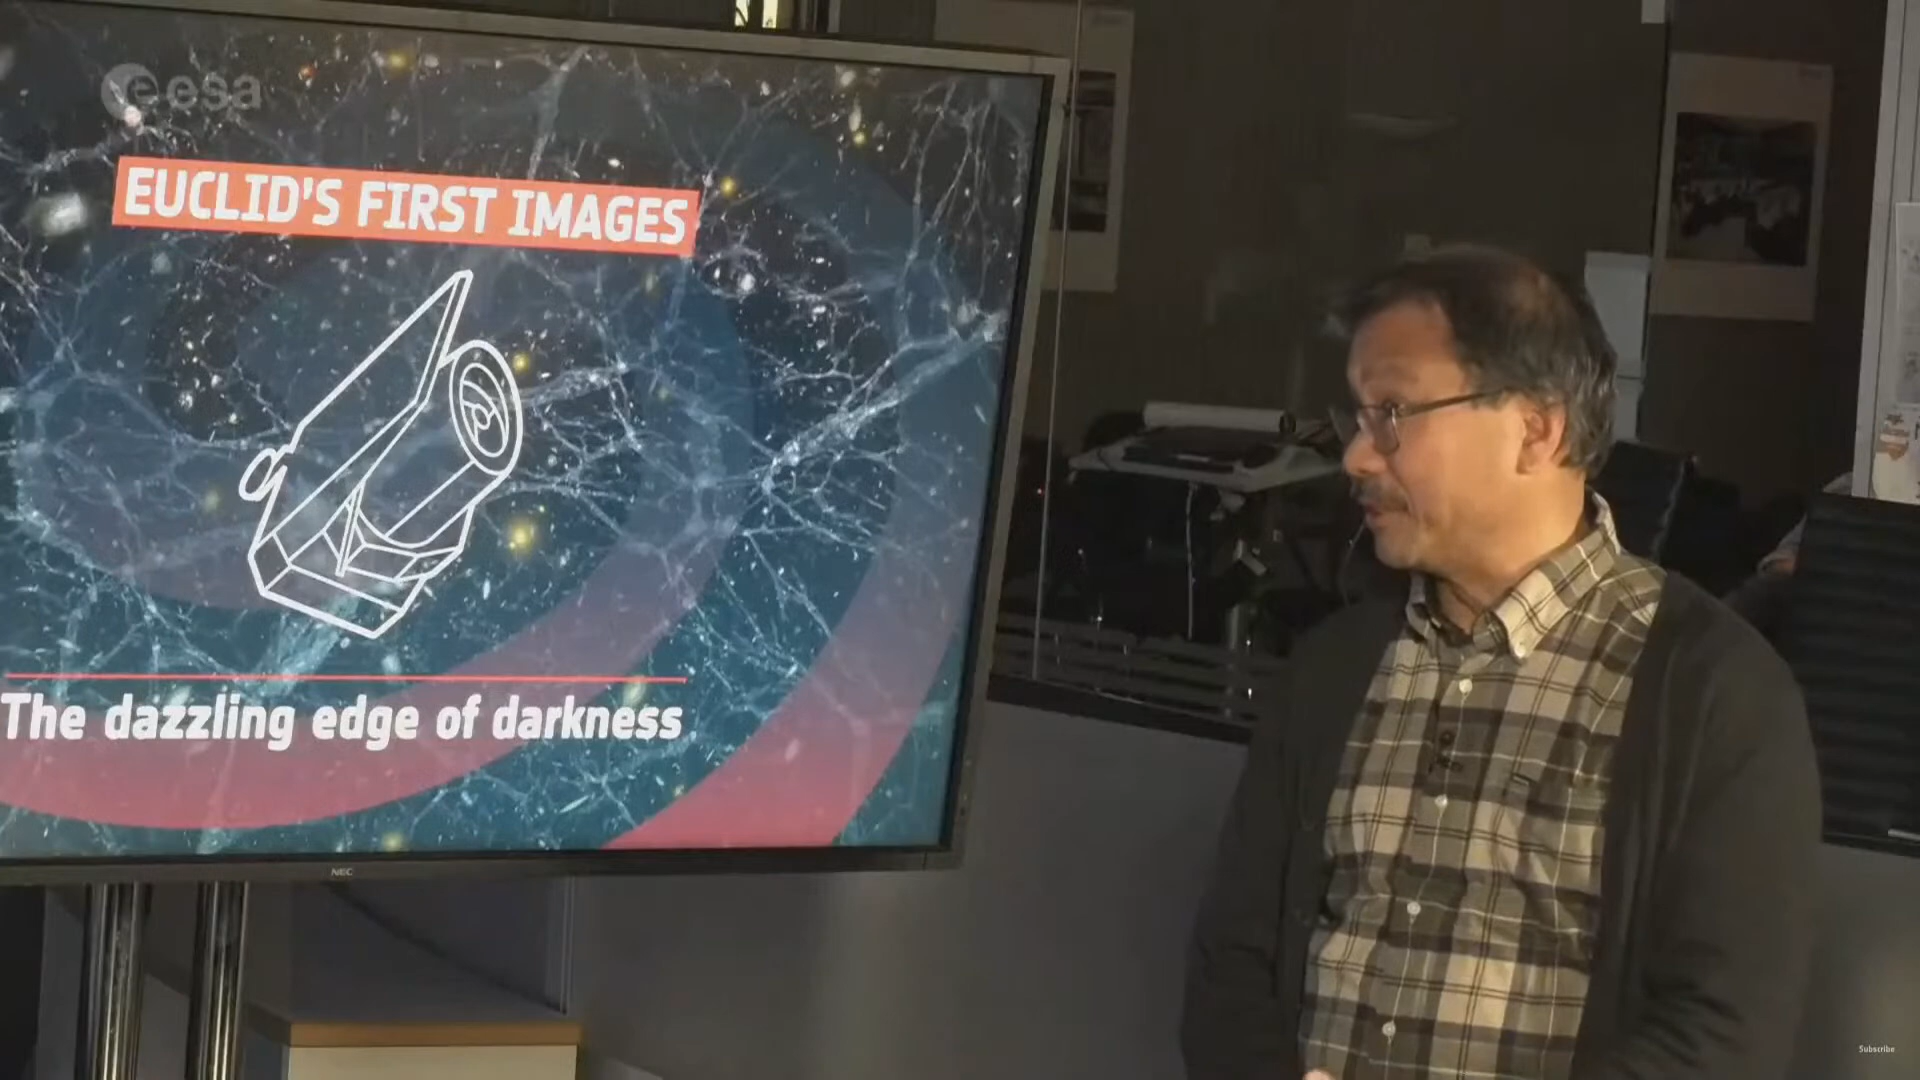 esa
EUCLID'S FIRST IMAGES
The dazzling edge of darkness
NEC
Subscribe